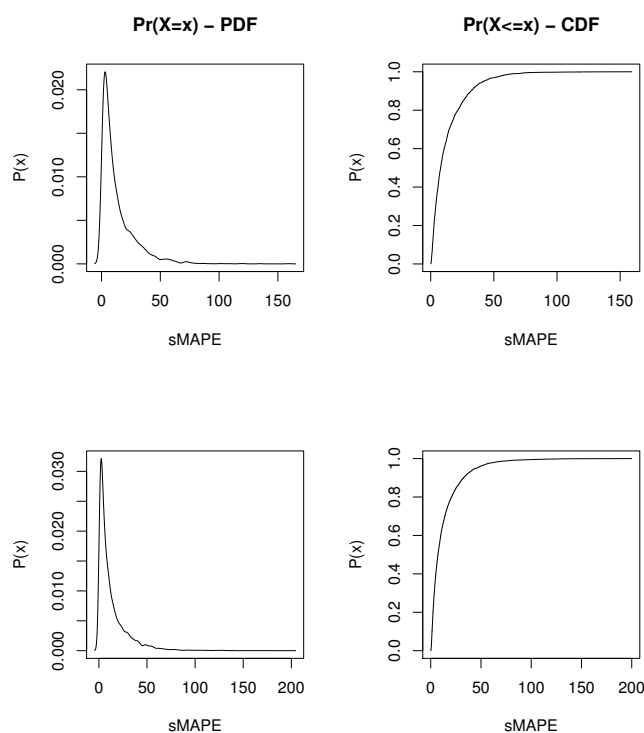 Pr(X=x) – PDF
P(x)
0.000 0.010 0.020
0 50 100 150
sMAPE
Pr(X<=x) – CDF
P(x)
0.0 0.2 0.4 0.6 0.8 1.0
0 50 100 150
sMAPE
P(x)
0.000 0.010 0.020 0.030
0 50 100 150 200
sMAPE
P(x)
0.0 0.2 0.4 0.6 0.8 1.0
0 50 100 150 200
sMAPE